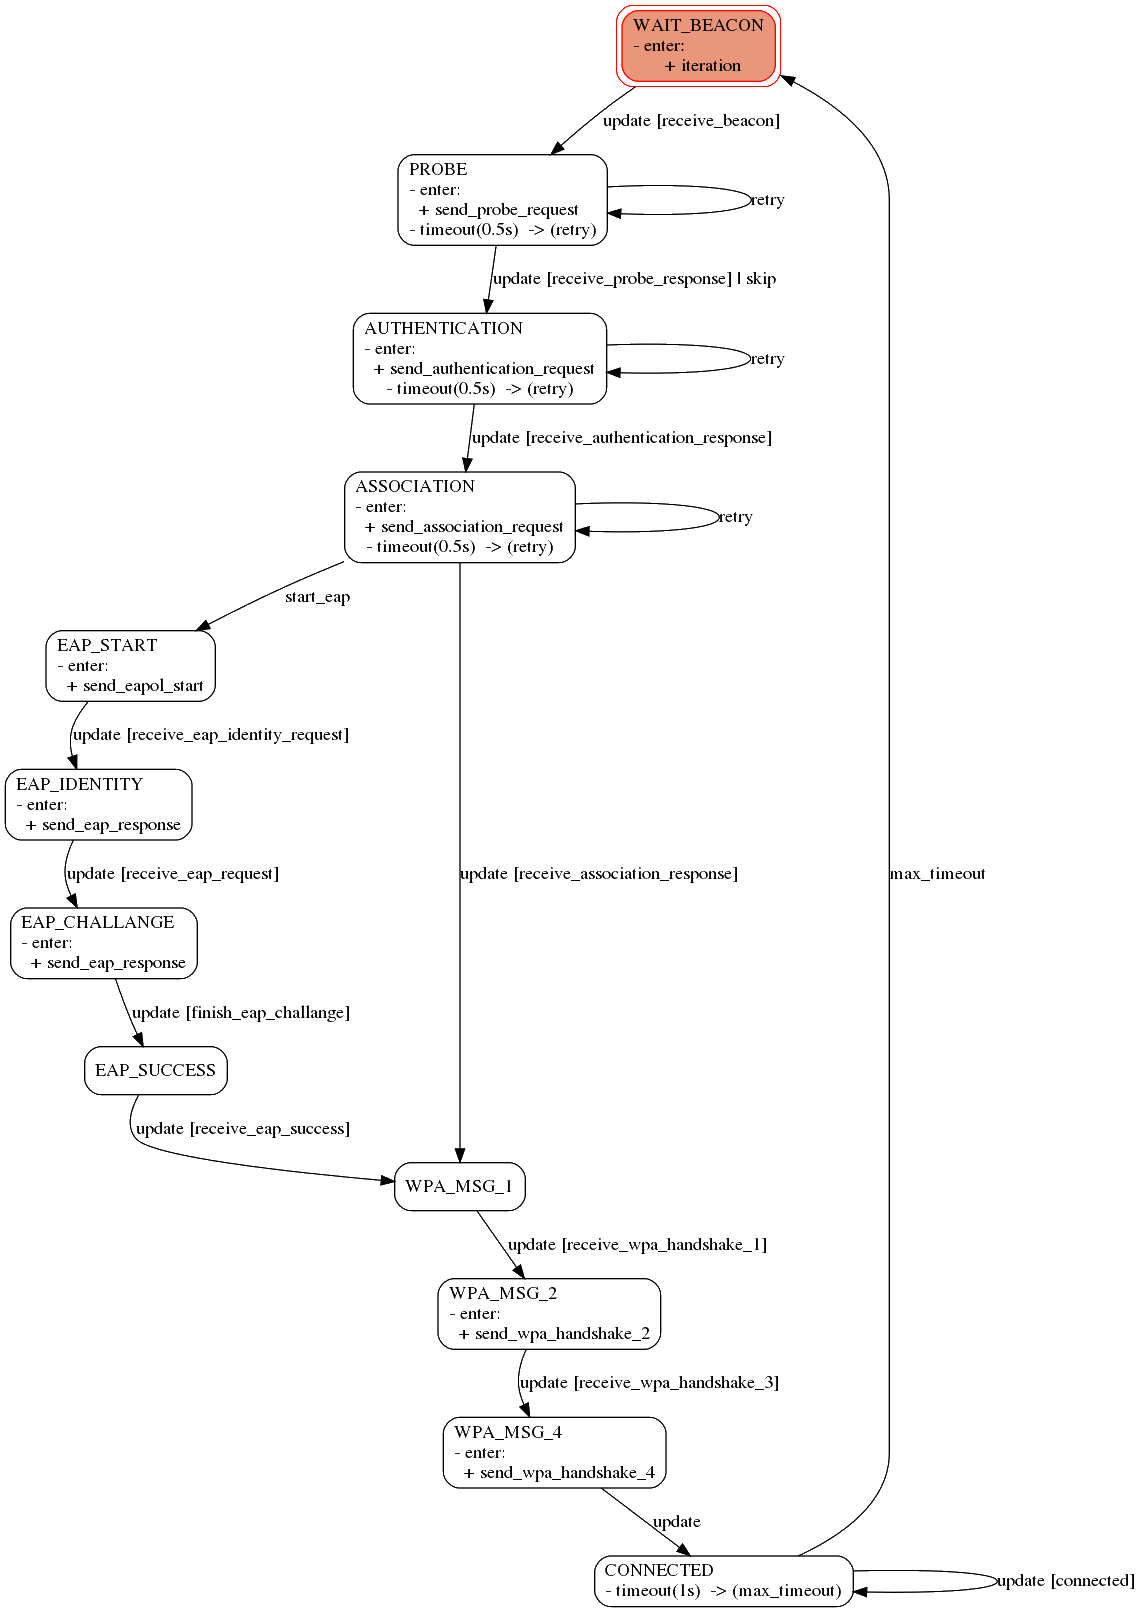 WAIT_BEACON
- enter:
+ iteration
update [receive_beacon]
PROBE
- enter:
+ send_probe_request
- timeout(0.5s) -> (retry)
retry
update [receive_probe_response] | skip
AUTHENTICATION
- enter:
+ send_authentication_request
- timeout(0.5s) -> (retry)
retry
update [receive_authentication_response]
ASSOCIATION
- enter:
+ send_association_request
- timeout(0.5s) -> (retry)
retry
start_eap
EAP_START
- enter:
+ send_eapol_start
update [receive_eap_identity_request]
EAP_IDENTITY
- enter:
+ send_eap_response
update [receive_eap_request]
update [receive_association_response]
max_timeout
EAP_CHALLANGE
- enter:
+ send_eap_response
update [finish_eap_challange]
EAP_SUCCESS
update [receive_eap_success]
WPA_MSG_1
update [receive_wpa_handshake_1]
WPA_MSG_2
- enter:
+ send_wpa_handshake_2
update [receive_wpa_handshake_3]
WPA_MSG_4
- enter:
+ send_wpa_handshake_4
update
CONNECTED
- timeout(1s) -> (max_timeout)
update [connected]